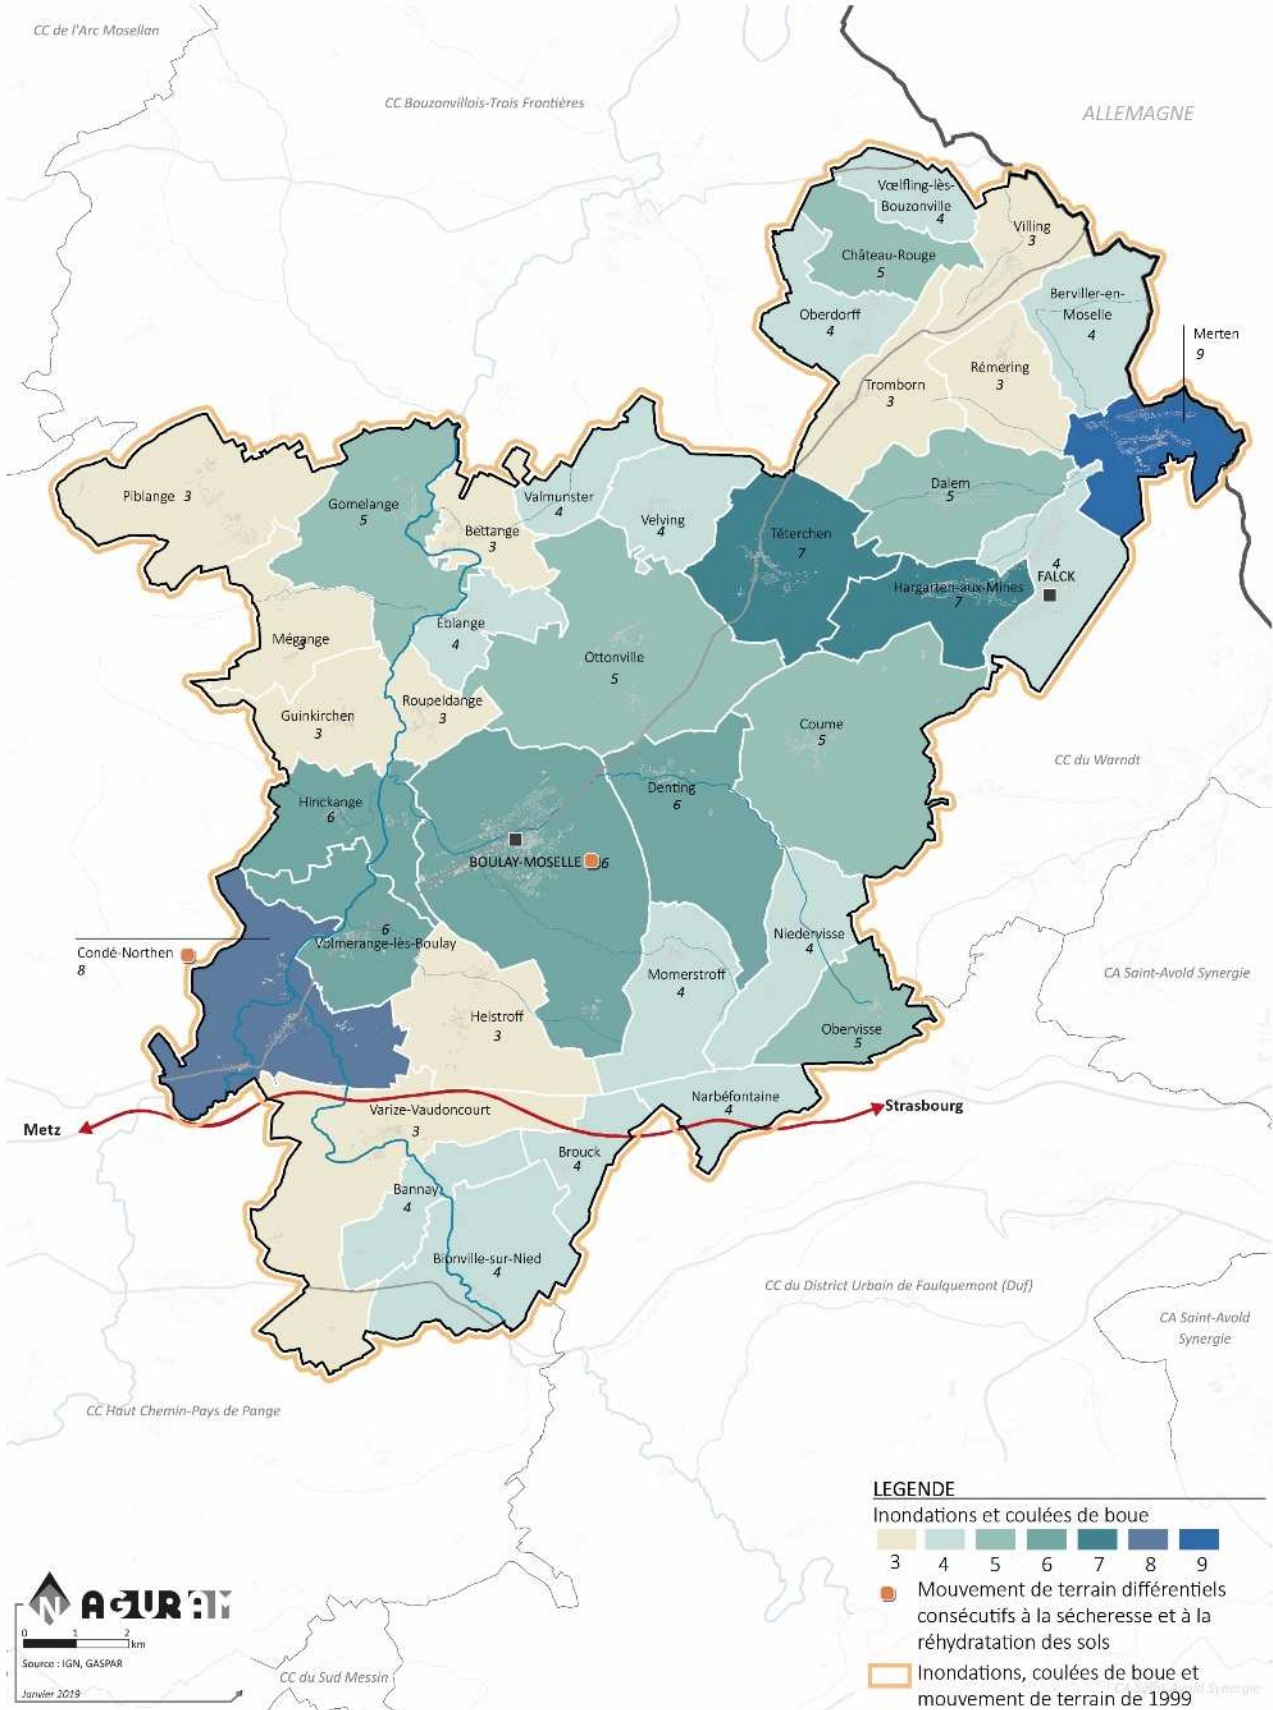 CC de l'Arc Mosellan
CC Bouzonvillois-Trois Frontières
ALLEMAGNE
Vœlfling-lès-
Bouzonville
4
Villing
3
Château-Rouge
5
Berviller-en-
Moselle
4
Oberdorff
4
Merten
9
Rémering
3
Tromborn
3
Dalem
5
Piblange 3
Gomelange
5
Valmunster
4
Bettange
3
Velving
4
Téterchen
7
4
FALCK
Hargarten-aux-Mines
7
Eblange
4
Mégange
3
Ottonville
5
Roupeldange
3
Guinkirchen
3
Coume
5
CC du Warndt
Hinckange
6
Denting
6
BOULAY-MOSELLE 6
6
Volmerange-lès-Boulay
Condé-Northen
8
Niedervisse
4
Momerstroff
4
CA Saint-Avold Synergie
Helstroff
3
Obervisse
5
Narbéfontaine
4
Strasbourg
Metz
Varize-Vaudoncourt
3
Brouck
4
Bannay
4
Bionville-sur-Nied
4
CC du District Urbain de Faulquemont (Duf)
CA Saint-Avold
Synergie
CC Haut Chemin-Pays de Pange
LEGENDE
Inondations et coulées de boue
3 4 5 6 7 8 9
Mouvement de terrain différentiels
consécutifs à la sécheresse et à la
réhydratation des sols
Inondations, coulées de boue et
mouvement de terrain de 1999
CA Saint-Avold Synergie
N AGURAM
0 1 2
km
Source : IGN, GASPAR
Janvier 2019
CC du Sud Messin